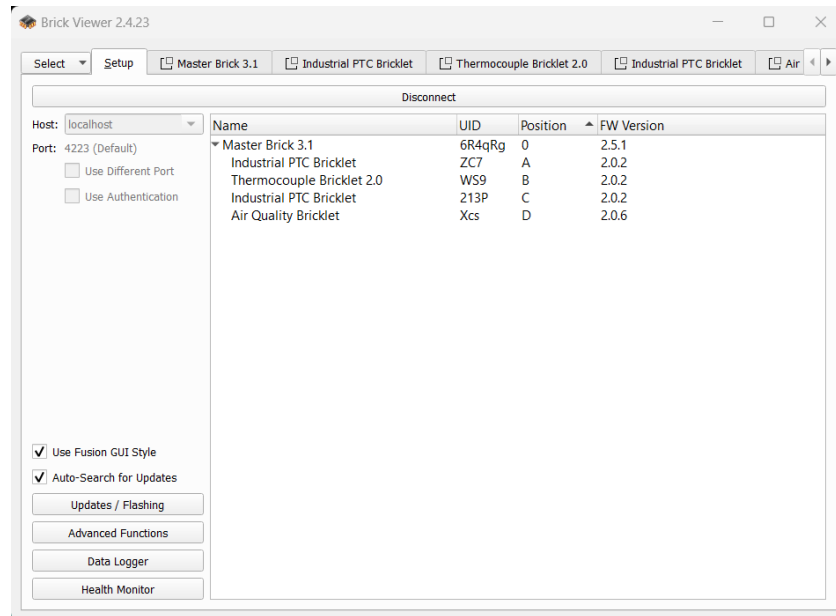 Brick Viewer 2.4.23
Select Setup Master Brick 3.1 Industrial PTC Bricklet Thermocouple Bricklet 2.0 Industrial PTC Bricklet Air
Disconnect
Host: localhost
Port: 4223 (Default)
Use Different Port
Use Authentication
Name UID Position FW Version
Master Brick 3.1 6R4qRg 0 2.5.1
Industrial PTC Bricklet ZC7 A 2.0.2
Thermocouple Bricklet 2.0 WS9 B 2.0.2
Industrial PTC Bricklet 213P C 2.0.2
Air Quality Bricklet Xcs D 2.0.6
Use Fusion GUI Style
Auto-Search for Updates
Updates / Flashing
Advanced Functions
Data Logger
Health Monitor